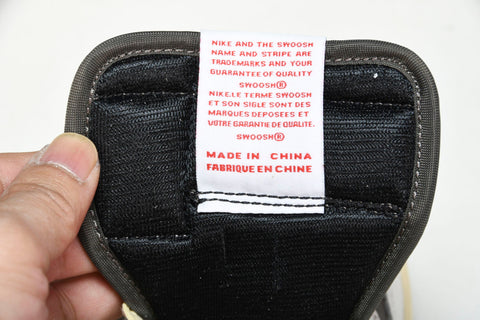 NIKE AND THE SWOOSH
NAME AND STRIPE ARE
TRADEMARKS AND YOUR
GUARANTEE OF QUALITY
SWOOSH®
NIKE, LE TERME SWOOSH
ET SON SIGLE SONT DES
MARQUES DEPOSEES ET
VOTRE GARANTIE DE QUALITE.
SWOOSH®
MADE IN CHINA
FABRIQUE EN CHINE